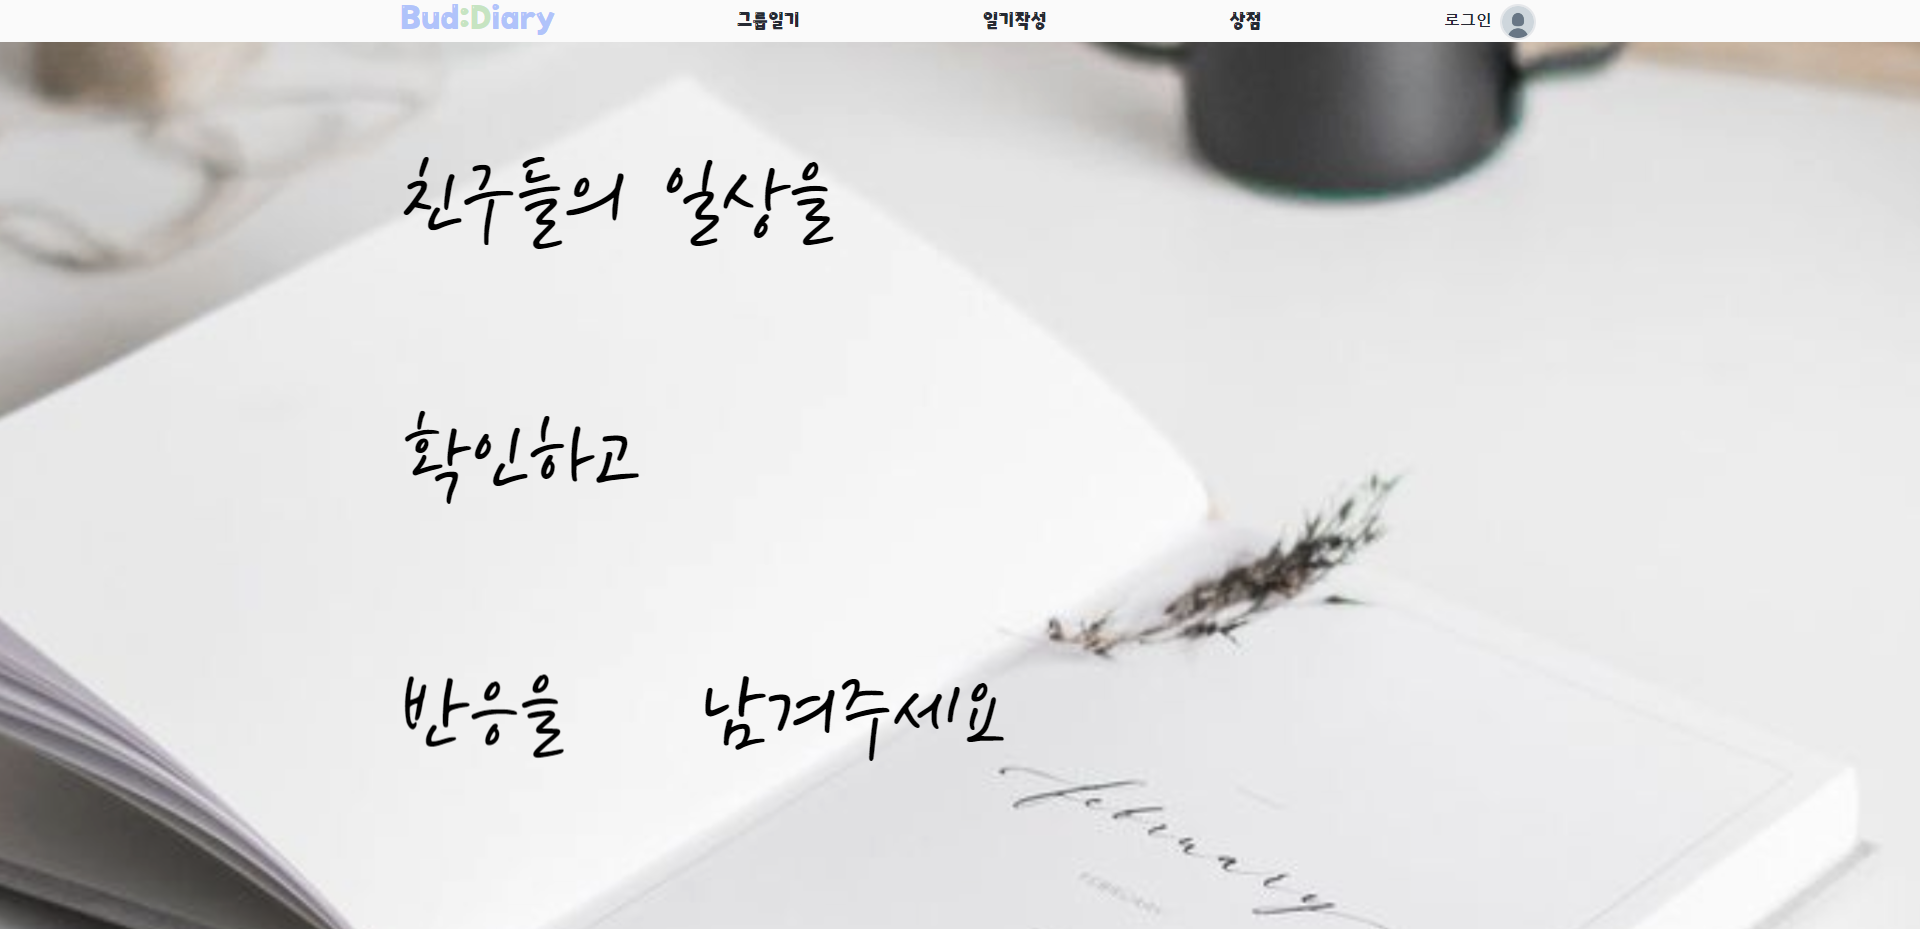 Bud:Diary 그룹일기 일기작성 상점 로그인
친구들의 일상을
확인하고
반응을 남겨주세요
February
FEBRUARY